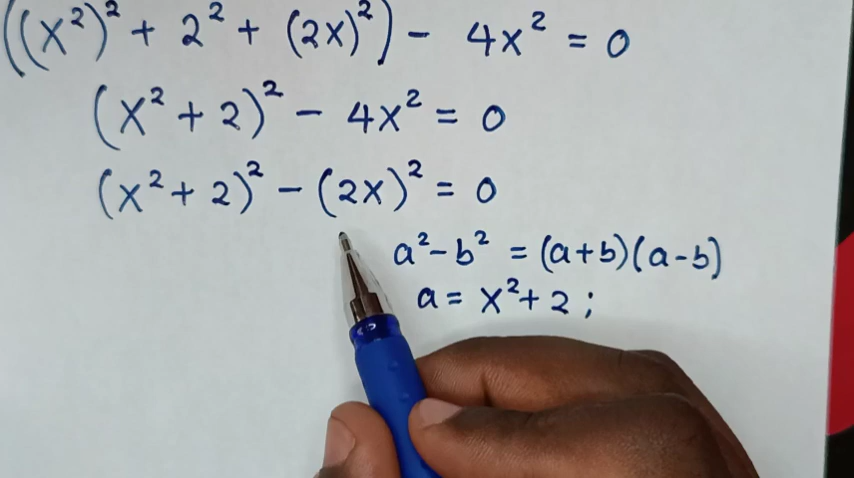 ((x²)² + 2² + (2x)²) - 4x² = 0
(x² + 2)² - 4x² = 0
(x² + 2)² - (2x)² = 0
a² - b² = (a+b)(a-b)
a = x² + 2 ;